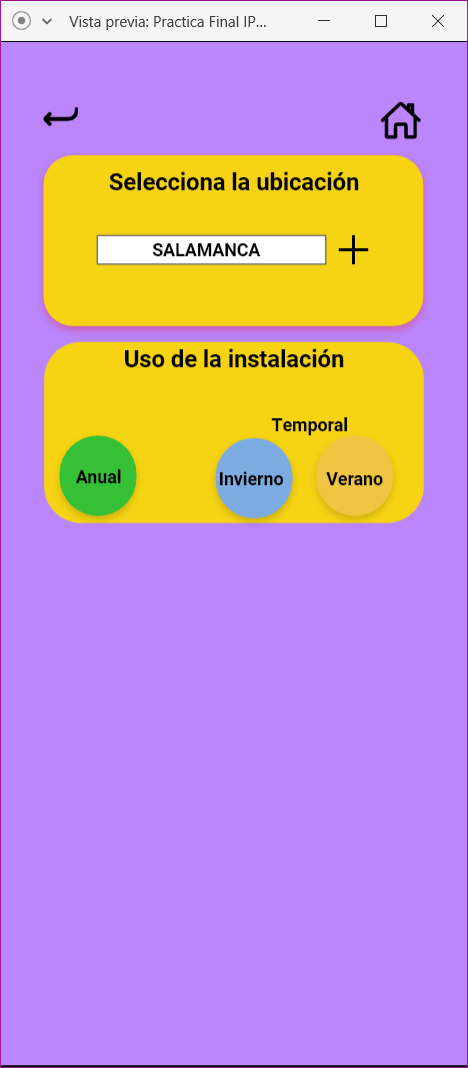 Vista previa: Practica Final IP...
Selecciona la ubicación
SALAMANCA
Uso de la instalación
Temporal
Anual
Invierno
Verano